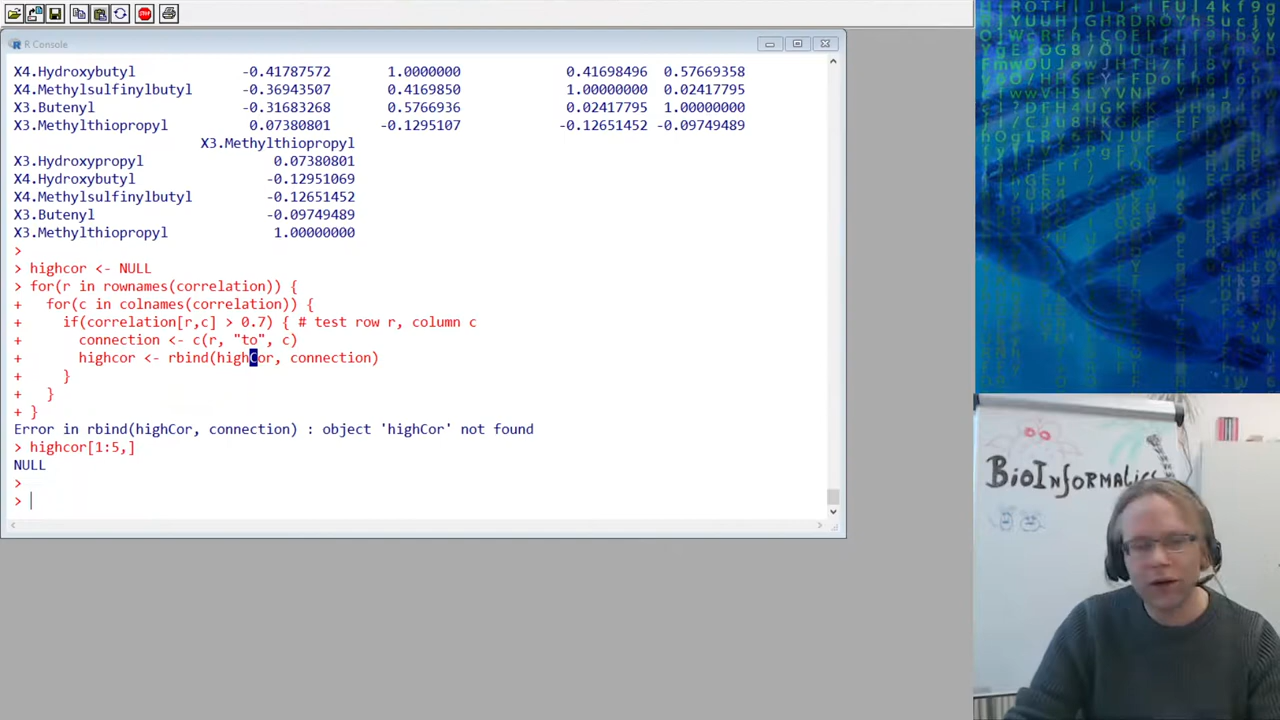 R Console
X4.Hydroxybutyl -0.41787572 1.0000000 0.41698496 0.57669358
X4.Methylsulfinylbutyl -0.36943507 0.4169850 1.00000000 0.02417795
X3.Butenyl -0.31683268 0.5766936 0.02417795 1.00000000
X3.Methylthiopropyl 0.07380801 -0.1295107 -0.12651452 -0.09749489
X3.Methylthiopropyl
X3.Hydroxypropyl 0.07380801
X4.Hydroxybutyl -0.12951069
X4.Methylsulfinylbutyl -0.12651452
X3.Butenyl -0.09749489
X3.Methylthiopropyl 1.00000000
>
> highcor <- NULL
> for(r in rownames(correlation)) {
+ for(c in colnames(correlation)) {
+ if(correlation[r,c] > 0.7) { # test row r, column c
+ connection <- c(r, "to", c)
+ highcor <- rbind(highCor, connection)
+ }
+ }
+ }
Error in rbind(highCor, connection) : object 'highCor' not found
> highcor[1:5,]
NULL
>
>
BioInformatics